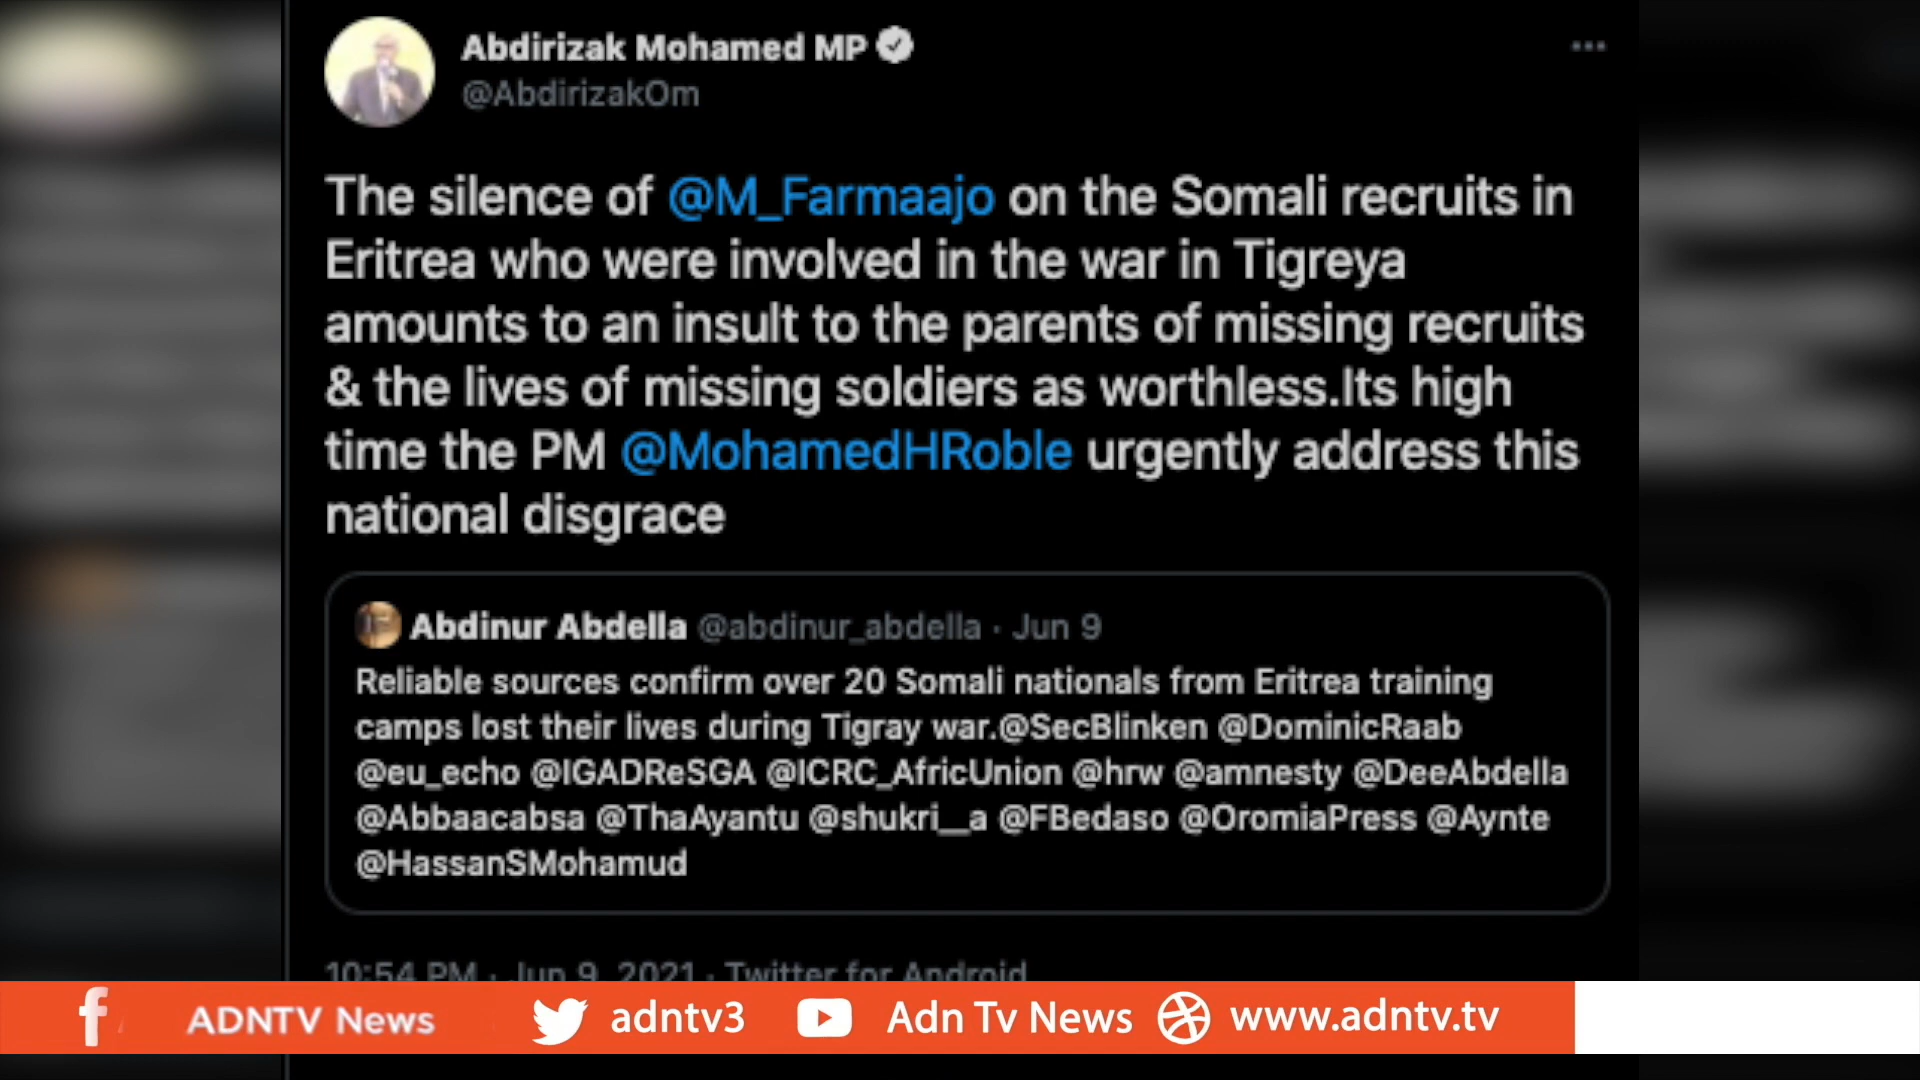 Abdirizak Mohamed MP
@AbdirizakOm
The silence of @M_Farmaajo on the Somali recruits in
Eritrea who were involved in the war in Tigreya
amounts to an insult to the parents of missing recruits
& the lives of missing soldiers as worthless.Its high
time the PM @MohamedHRoble urgently address this
national disgrace
Abdinur Abdella @abdinur_abdella · Jun 9
Reliable sources confirm over 20 Somali nationals from Eritrea training
camps lost their lives during Tigray war.@SecBlinken @DominicRaab
@eu_echo @IGADReSGA @ICRC_AfricUnion @hrw @amnesty @DeeAbdella
@Abbaacabsa @ThaAyantu @shukri__a @FBedaso @OromiaPress @Aynte
@HassanSMohamud
10:54 PM · Jun 9, 2021 · Twitter for Android
ADNTV News adntv3 Adn Tv News www.adntv.tv